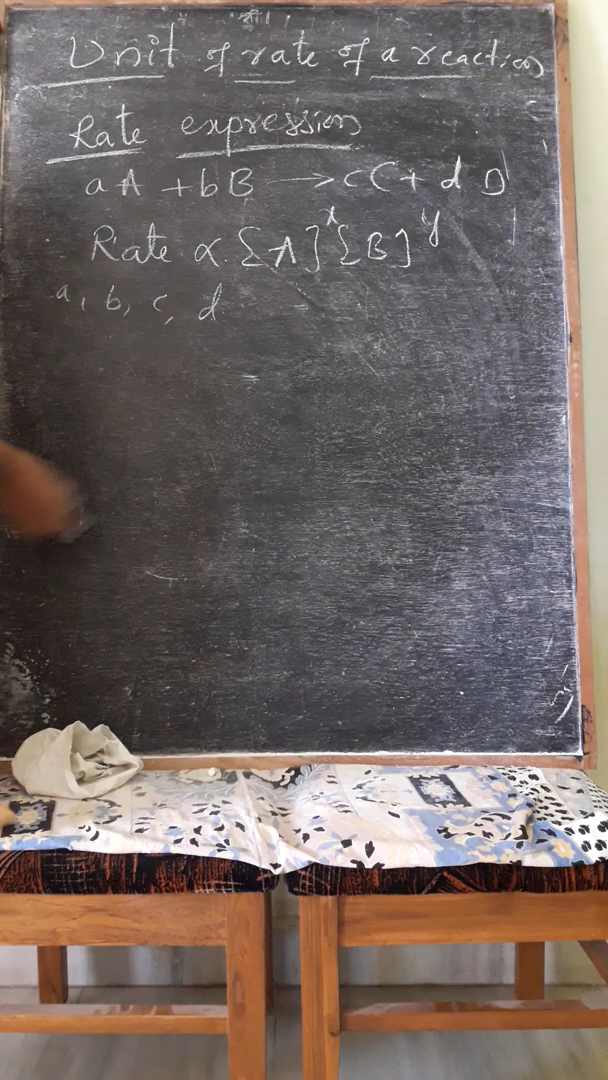 श्री
Unit of rate of a reaction
Rate expression
aA + bB → cC + dD
Rate ∝ [A]ˣ [B]ʸ
a, b, c, d